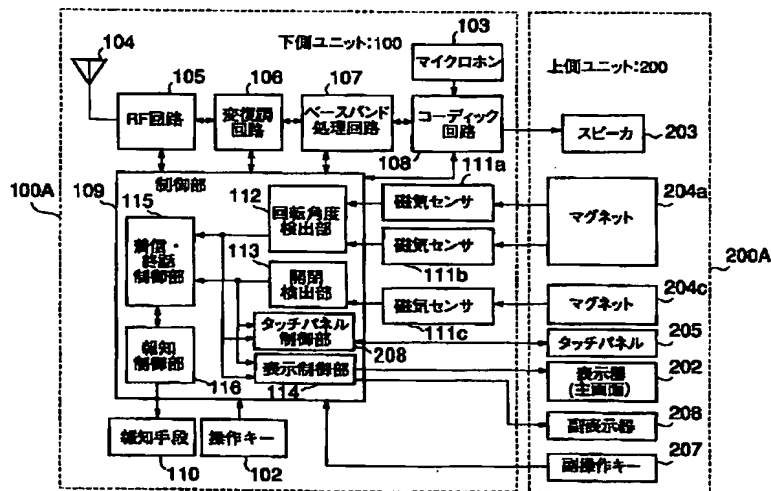 104
下側ユニット:100
103
マイクロホン
上側ユニット:200
105
106
107
RF回路
変復調
回路
ベースバンド
処理回路
コーディック
回路
スピーカ
203
108
111a
100A
109
制御部
115
112
回転角度
検出部
磁気センサ
204a
マグネット
着信・
終話
制御部
113
磁気センサ
200A
開閉
検出部
111b
204c
磁気センサ
マグネット
111c
205
タッチパネル
制御部
208
タッチパネル
報知
制御部
116
表示制御部
114
表示器
(主画面)
202
副表示器
206
報知手段
操作キー
207
副操作キー
110
102